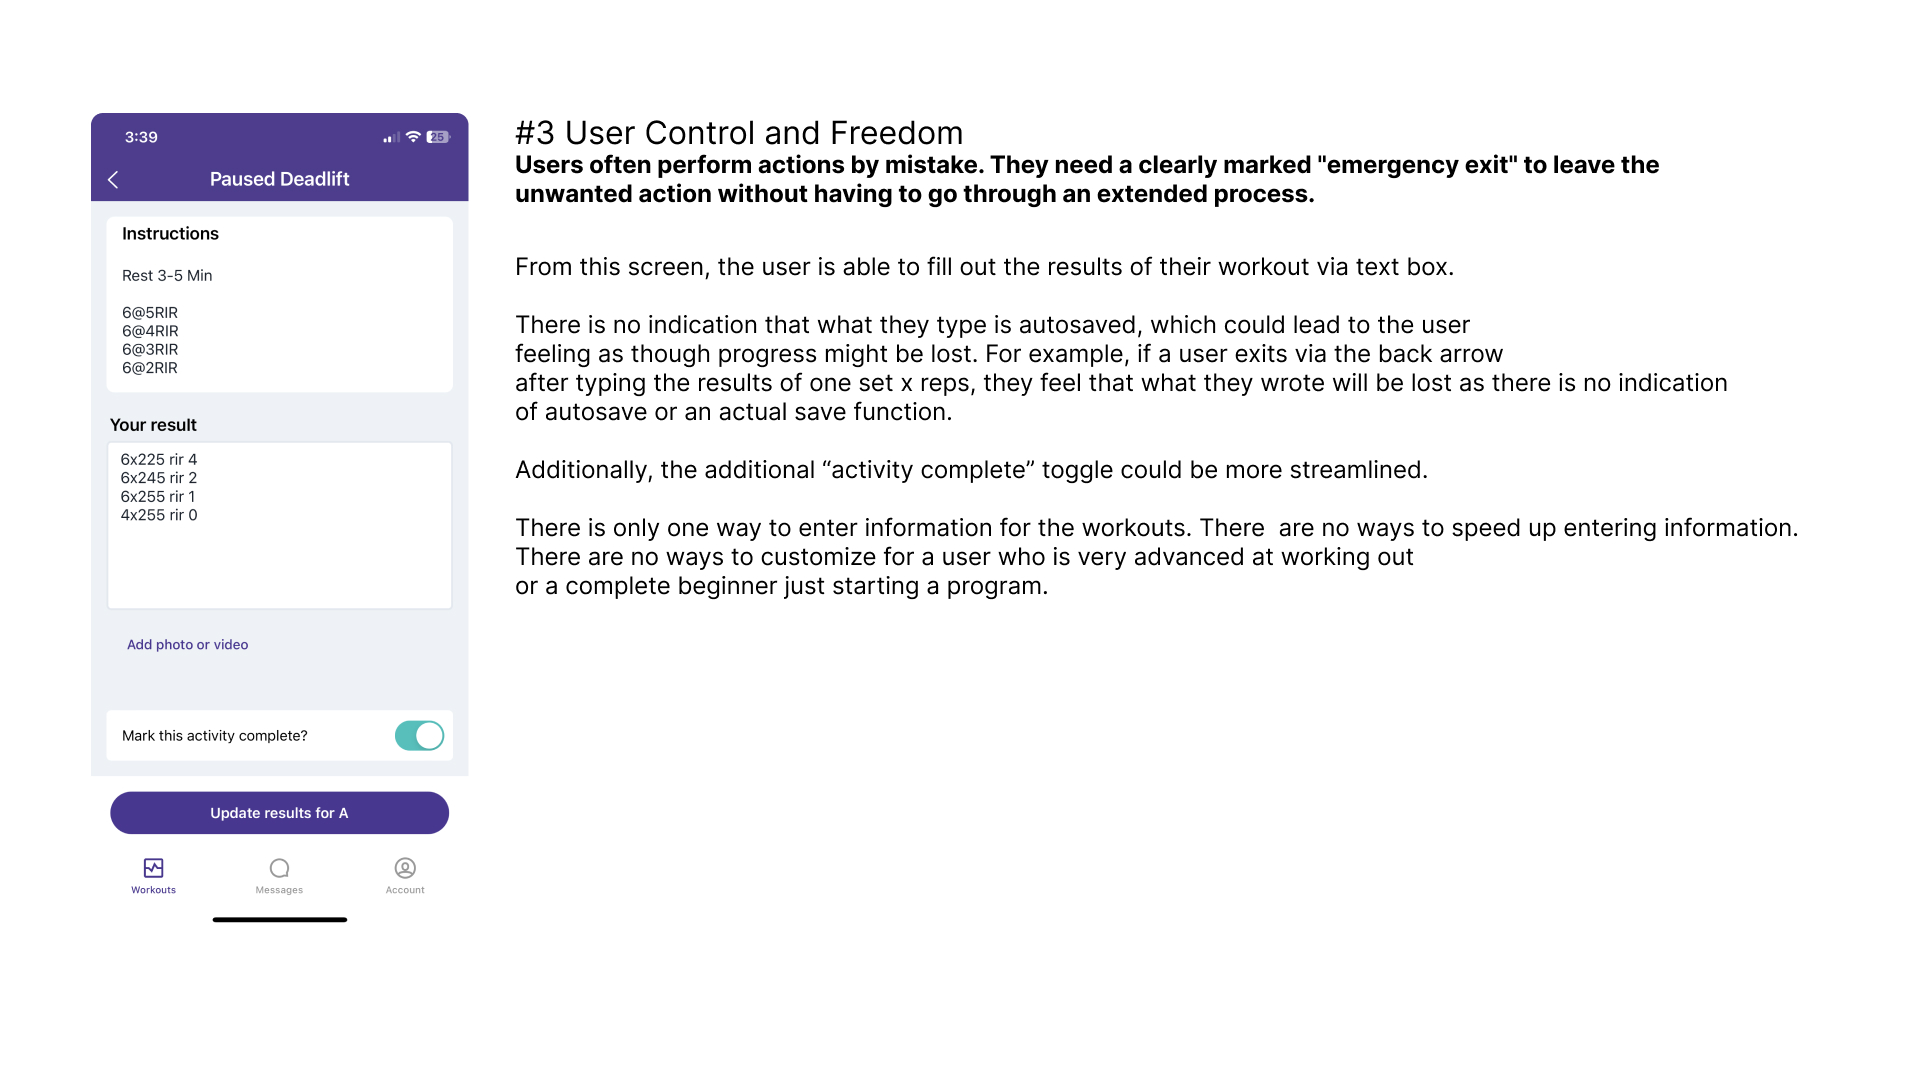 3:39
25
Paused Deadlift
Instructions
Rest 3-5 Min
6@5RIR
6@4RIR
6@3RIR
6@2RIR
Your result
6x225 rir 4
6x245 rir 2
6x255 rir 1
4x255 rir 0
Add photo or video
Mark this activity complete?
Update results for A
Workouts
Messages
Account
#3 User Control and Freedom
Users often perform actions by mistake. They need a clearly marked "emergency exit" to leave the
unwanted action without having to go through an extended process.
From this screen, the user is able to fill out the results of their workout via text box.
There is no indication that what they type is autosaved, which could lead to the user
feeling as though progress might be lost. For example, if a user exits via the back arrow
after typing the results of one set x reps, they feel that what they wrote will be lost as there is no indication
of autosave or an actual save function.
Additionally, the additional “activity complete” toggle could be more streamlined.
There is only one way to enter information for the workouts. There  are no ways to speed up entering information.
There are no ways to customize for a user who is very advanced at working out
or a complete beginner just starting a program.